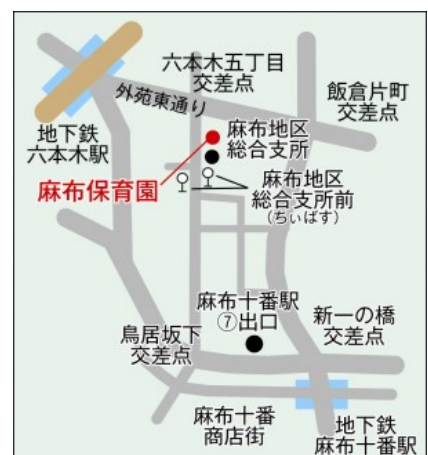 六本木五丁目
交差点
外苑東通り
飯倉片町
交差点
地下鉄
六本木駅
麻布地区
総合支所
麻布保育園
麻布地区
総合支所前
(ちぃばす)
麻布十番駅
⑦出口
新一の橋
交差点
鳥居坂下
交差点
麻布十番
商店街
地下鉄
麻布十番駅